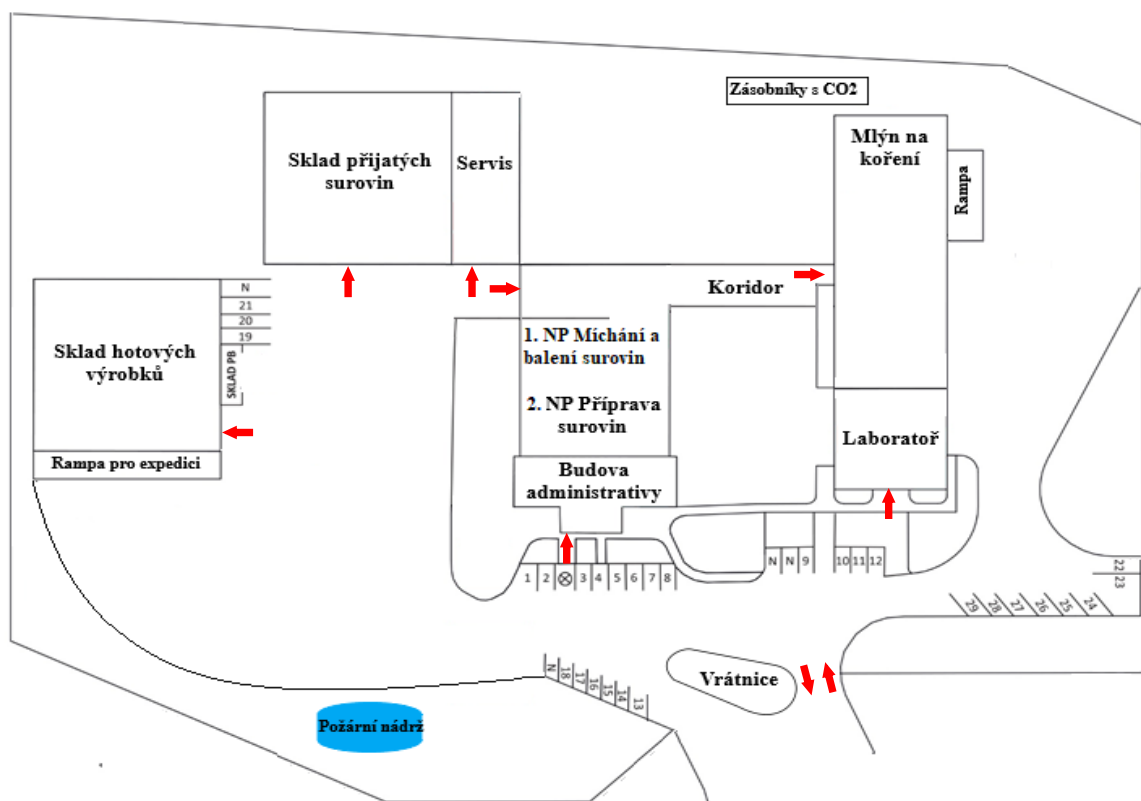 Zásobníky s CO2
Mlýn na
koření
Rampa
Sklad přijatých
surovin
Servis
Koridor
N
21
20
19
SKLAD PB
Sklad hotových
výrobků
Rampa pro expedici
1. NP Míchání a
balení surovin
2. NP Příprava
surovin
Budova
administrativy
Laboratoř
1 2 3 4 5 6 7 8
N N 9 10 11 12
22
23
29 28 27 26 25 24
N 18 17 16 15 14 13
Vrátnice
Požární nádrž